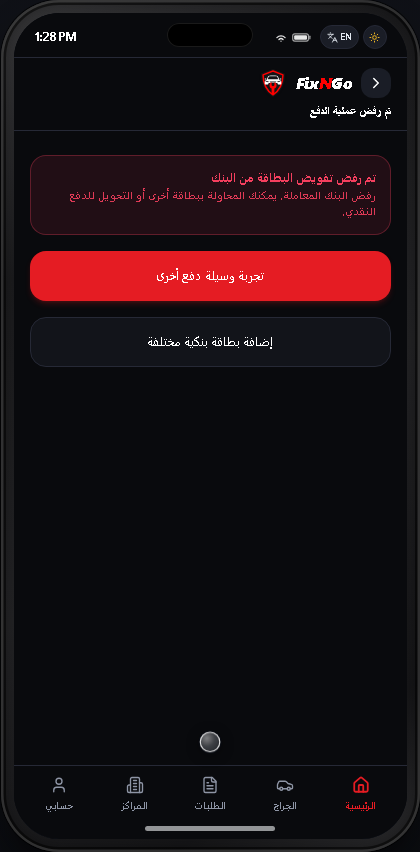 1:28 PM
EN
FixNGo
تم رفض عملية الدفع
تم رفض تفويض البطاقة من البنك
رفض البنك المعاملة. يمكنك المحاولة ببطاقة أخرى أو التحويل للدفع
النقدي.
تجربة وسيلة دفع أخرى
إضافة بطاقة بنكية مختلفة
الرئيسية
الجراج
الطلبات
المراكز
حسابي